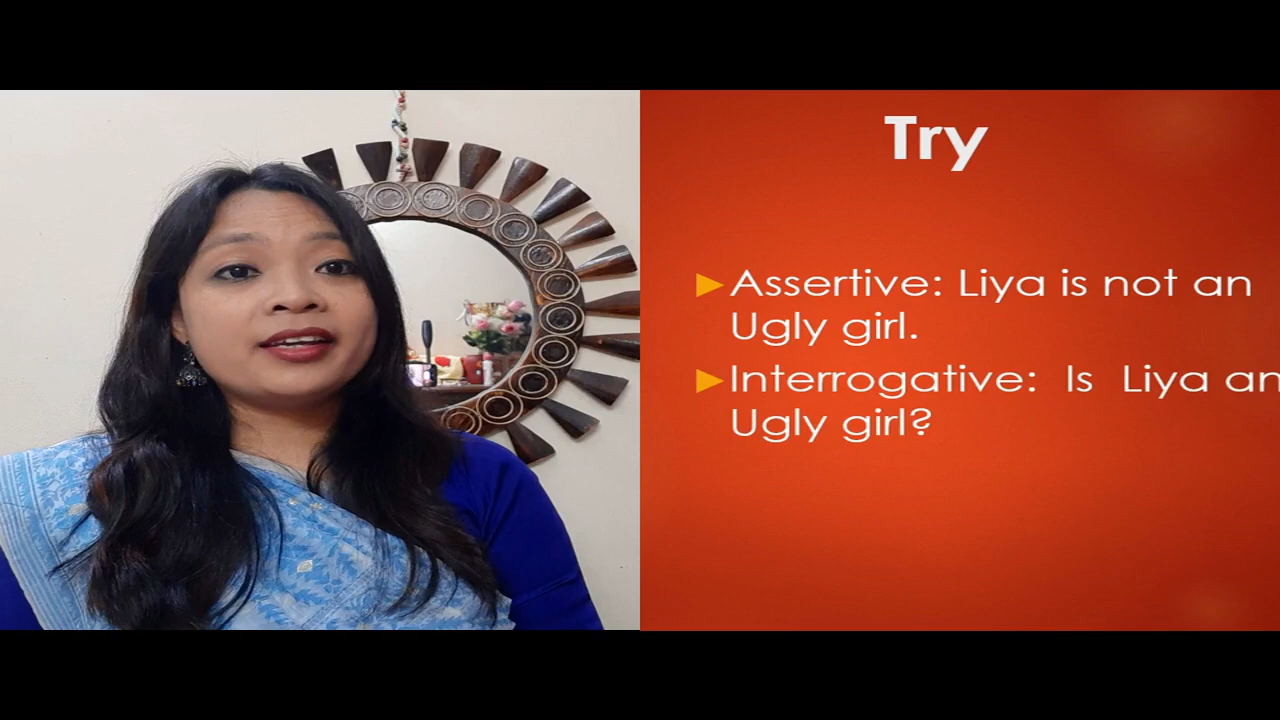 Try
Assertive: Liya is not an
Ugly girl.
Interrogative: Is Liya an
Ugly girl?